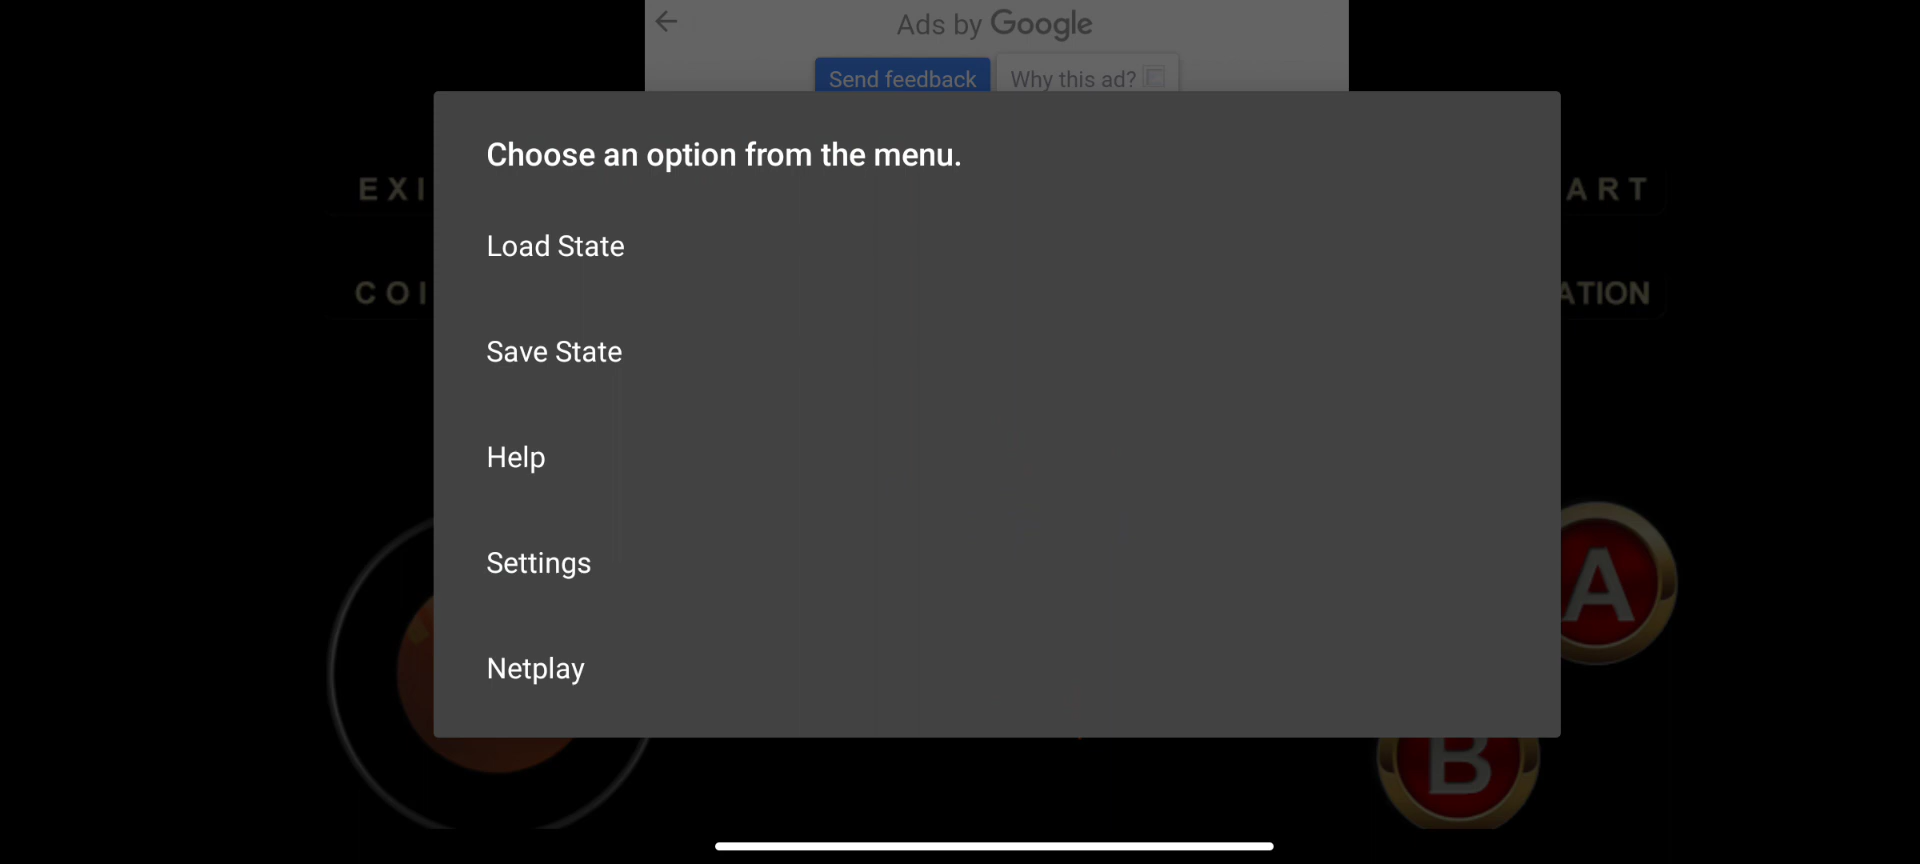 Ads by Google
Send feedback
Why this ad?
Choose an option from the menu.
EXI
ART
Load State
COI
ATION
Save State
Help
Settings
A
Netplay
B